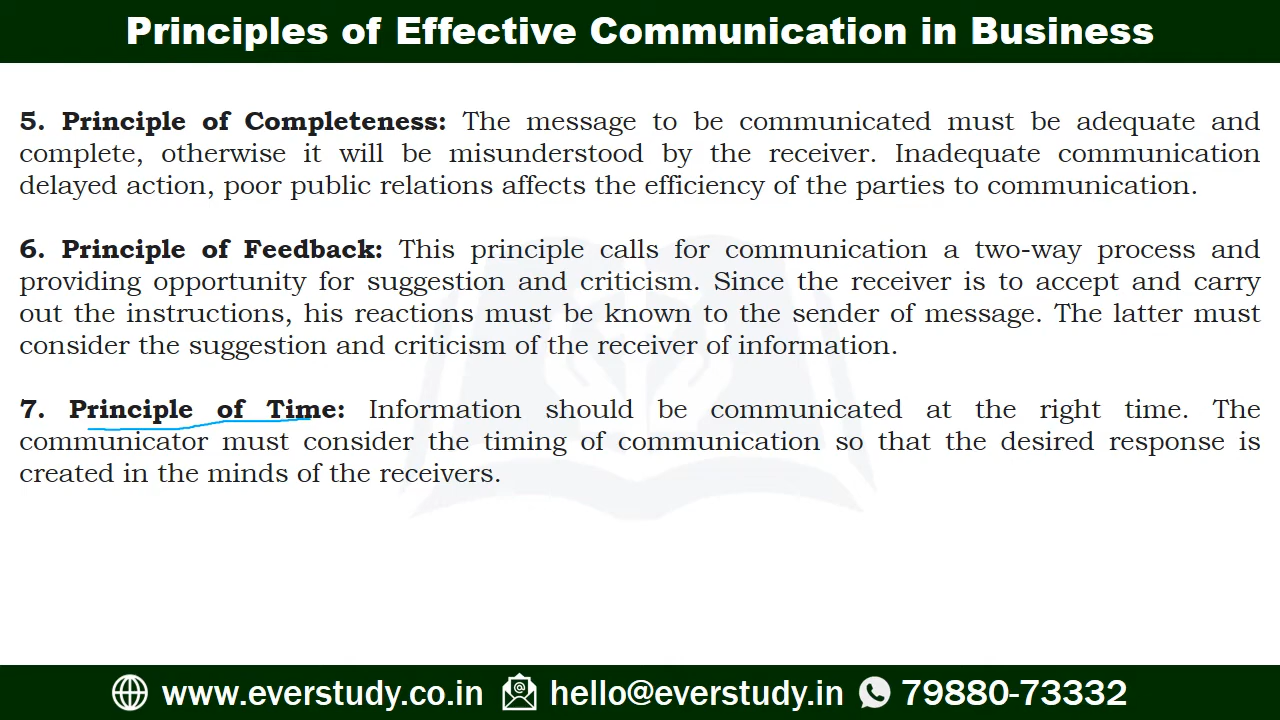 Principles of Effective Communication in Business
5. Principle of Completeness: The message to be communicated must be adequate and
complete, otherwise it will be misunderstood by the receiver. Inadequate communication
delayed action, poor public relations affects the efficiency of the parties to communication.
6. Principle of Feedback: This principle calls for communication a two-way process and
providing opportunity for suggestion and criticism. Since the receiver is to accept and carry
out the instructions, his reactions must be known to the sender of message. The latter must
consider the suggestion and criticism of the receiver of information.
7. Principle of Time: Information should be communicated at the right time. The
communicator must consider the timing of communication so that the desired response is
created in the minds of the receivers.
www.everstudy.co.in hello@everstudy.in 79880-73332